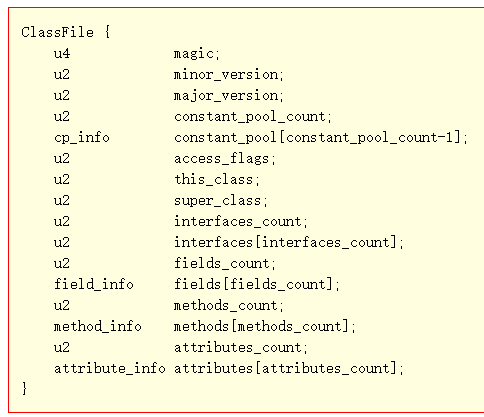 ClassFile {
u4 magic;
u2 minor_version;
u2 major_version;
u2 constant_pool_count;
cp_info constant_pool[constant_pool_count-1];
u2 access_flags;
u2 this_class;
u2 super_class;
u2 interfaces_count;
u2 interfaces[interfaces_count];
u2 fields_count;
field_info fields[fields_count];
u2 methods_count;
method_info methods[methods_count];
u2 attributes_count;
attribute_info attributes[attributes_count];
}